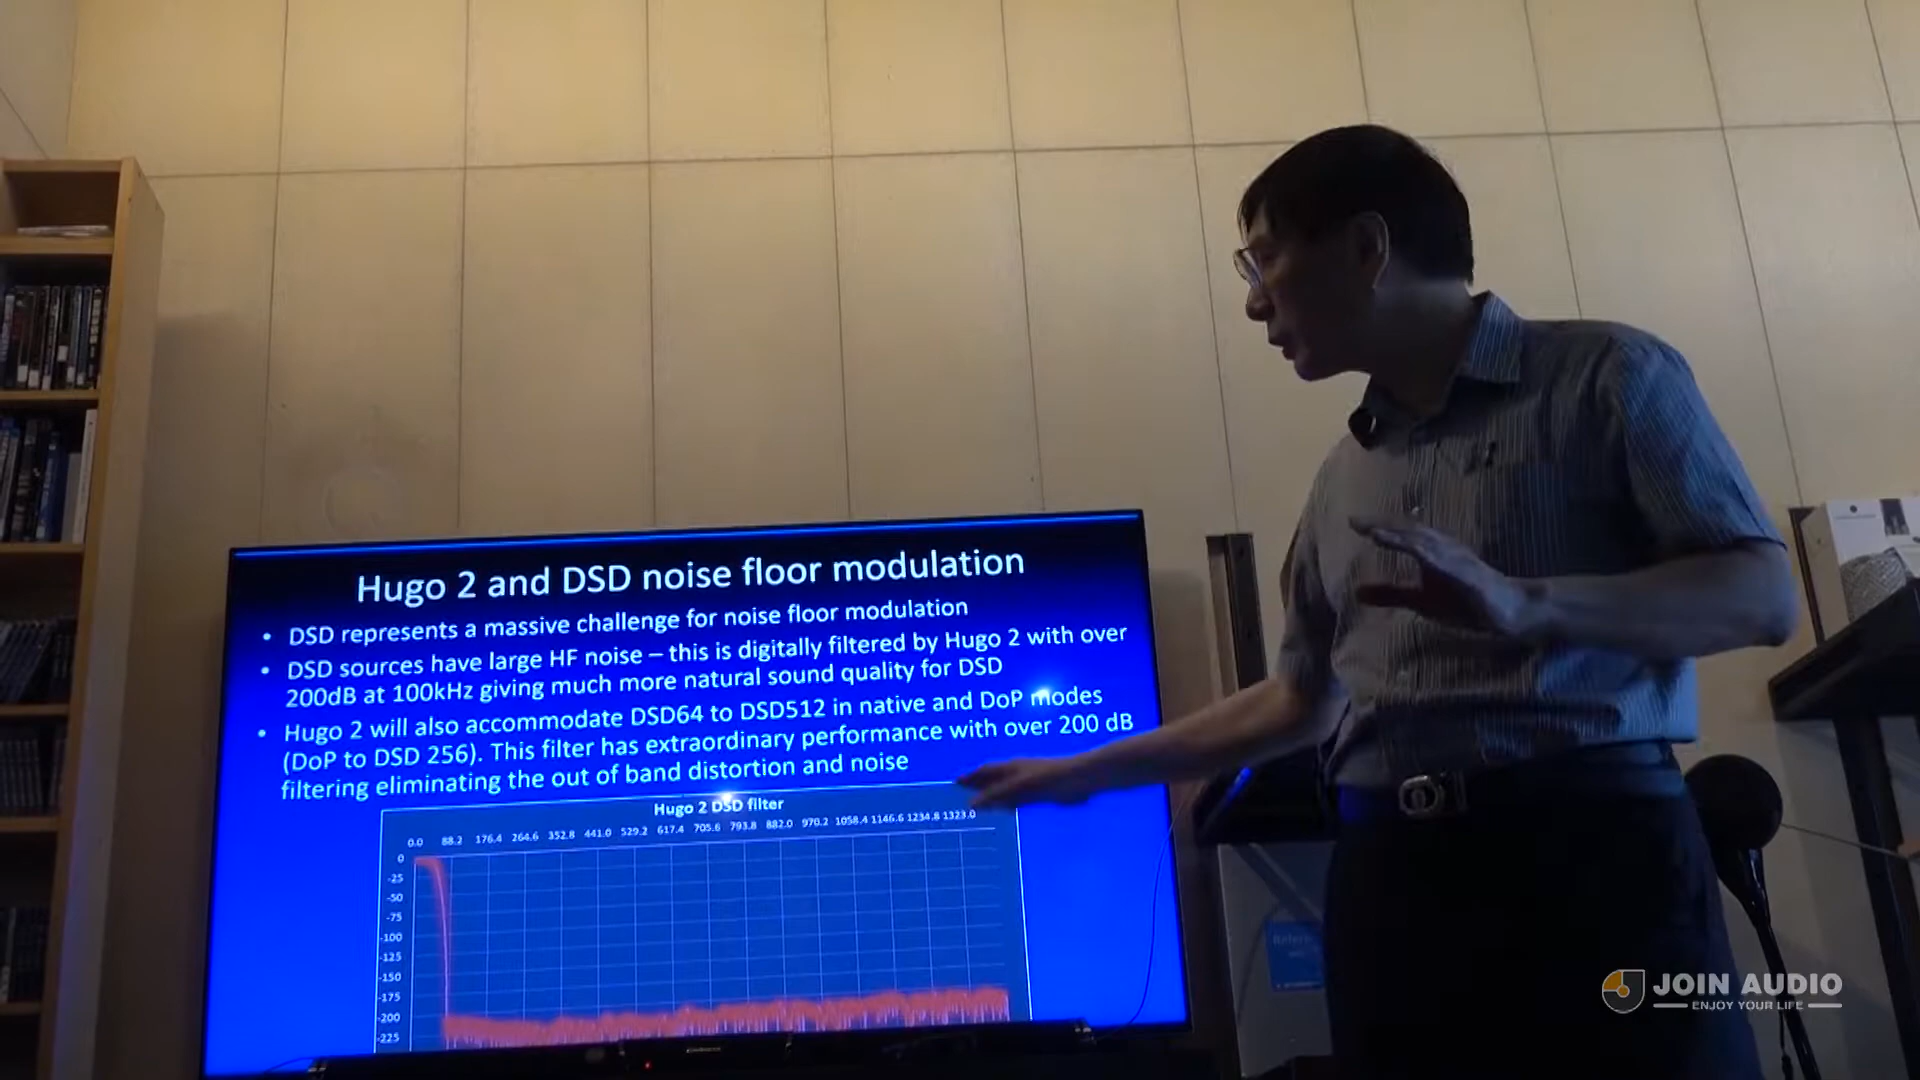 Hugo 2 and DSD noise floor modulation
• DSD represents a massive challenge for noise floor modulation
• DSD sources have large HF noise – this is digitally filtered by Hugo 2 with over
200dB at 100kHz giving much more natural sound quality for DSD
• Hugo 2 will also accommodate DSD64 to DSD512 in native and DoP modes
(DoP to DSD 256). This filter has extraordinary performance with over 200 dB
filtering eliminating the out of band distortion and noise
Hugo 2 DSD filter
0.0 88.2 176.4 264.6 352.8 441.0 529.2 617.4 705.6 793.8 882.0 970.2 1058.4 1146.6 1234.8 1323.0
0
-25
-50
-75
-100
-125
-150
-175
-200
-225
JOIN AUDIO
ENJOY YOUR LIFE